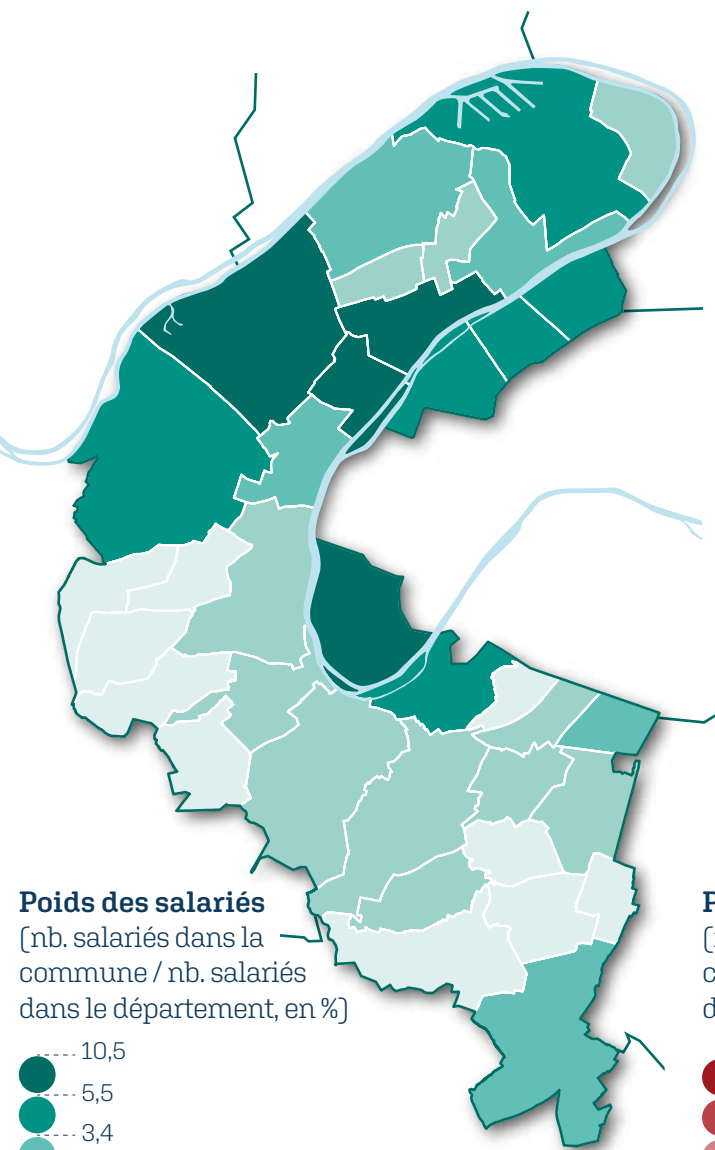 Poids des salariés
(nb. salariés dans la
commune / nb. salariés
dans le département, en %)
10,5
5,5
3,4
P
(
c
d